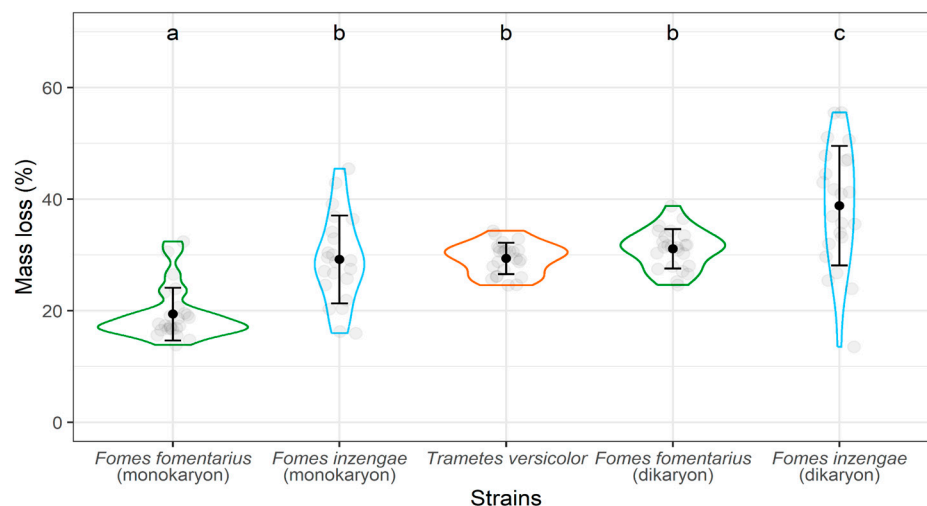 a b b b c
60
40
20
0
Mass loss (%)
Fomes fomentarius Fomes inzengae Trametes versicolor Fomes fomentarius Fomes inzengae
(monokaryon) (monokaryon) (dikaryon) (dikaryon)
Strains